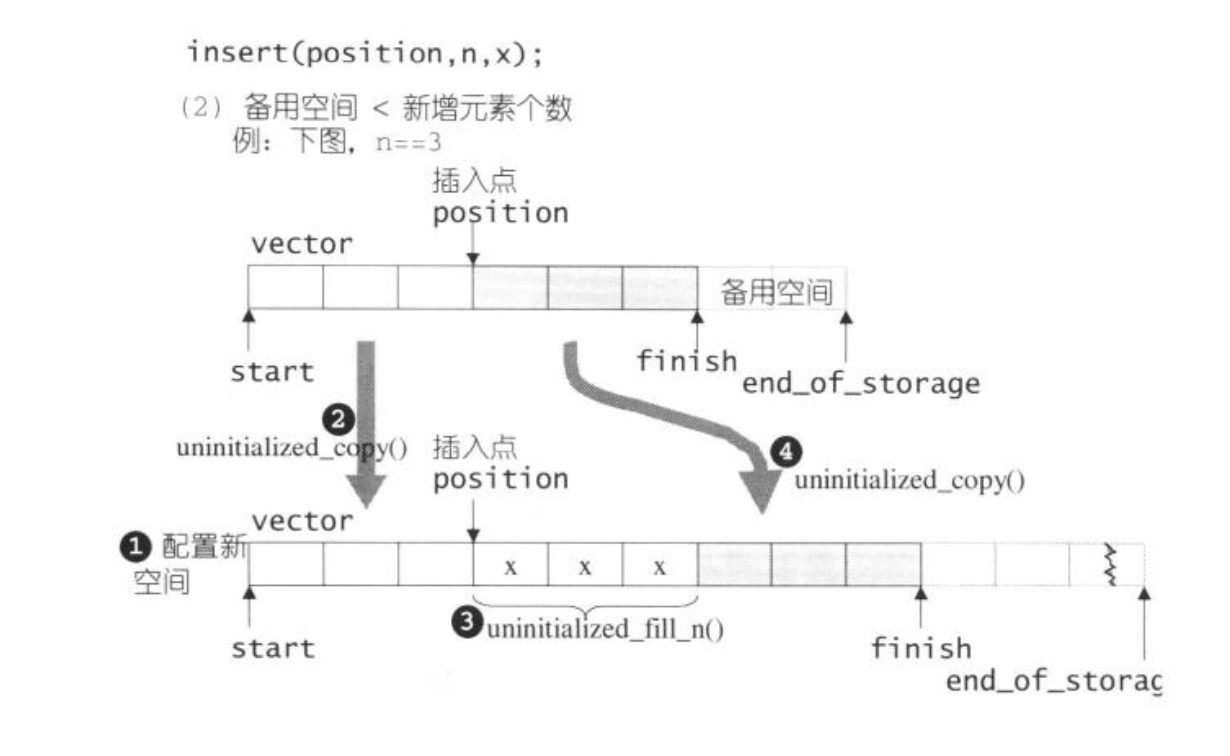 insert(position,n,x);
(2) 备用空间 < 新增元素个数
例：下图，n==3
插入点
position
vector
备用空间
start
finish
end_of_storage
❷
uninitialized_copy()
插入点
position
❹
uninitialized_copy()
vector
❶ 配置新
空间
x x x
❸ uninitialized_fill_n()
start
finish
end_of_storag